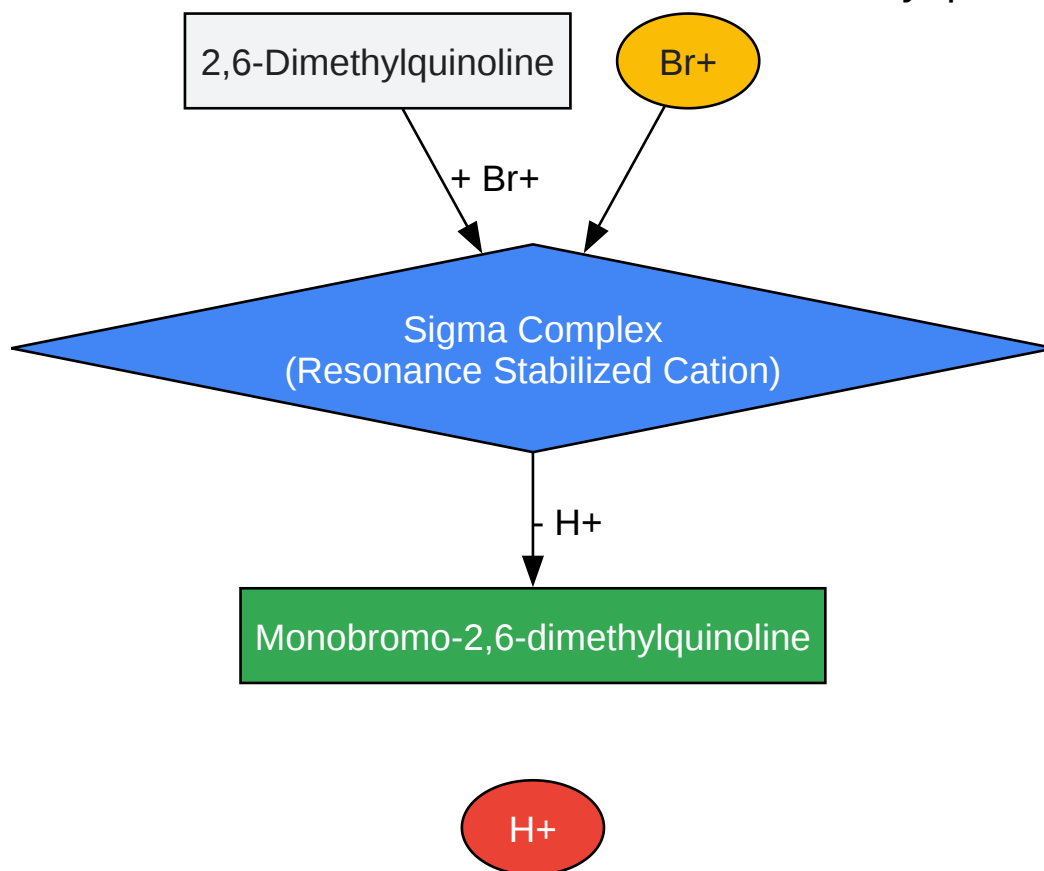 2,6-Dimethylquinoline
Br+
+ Br+
Sigma Complex
(Resonance Stabilized Cation)
- H+
Monobromo-2,6-dimethylquinoline
H+